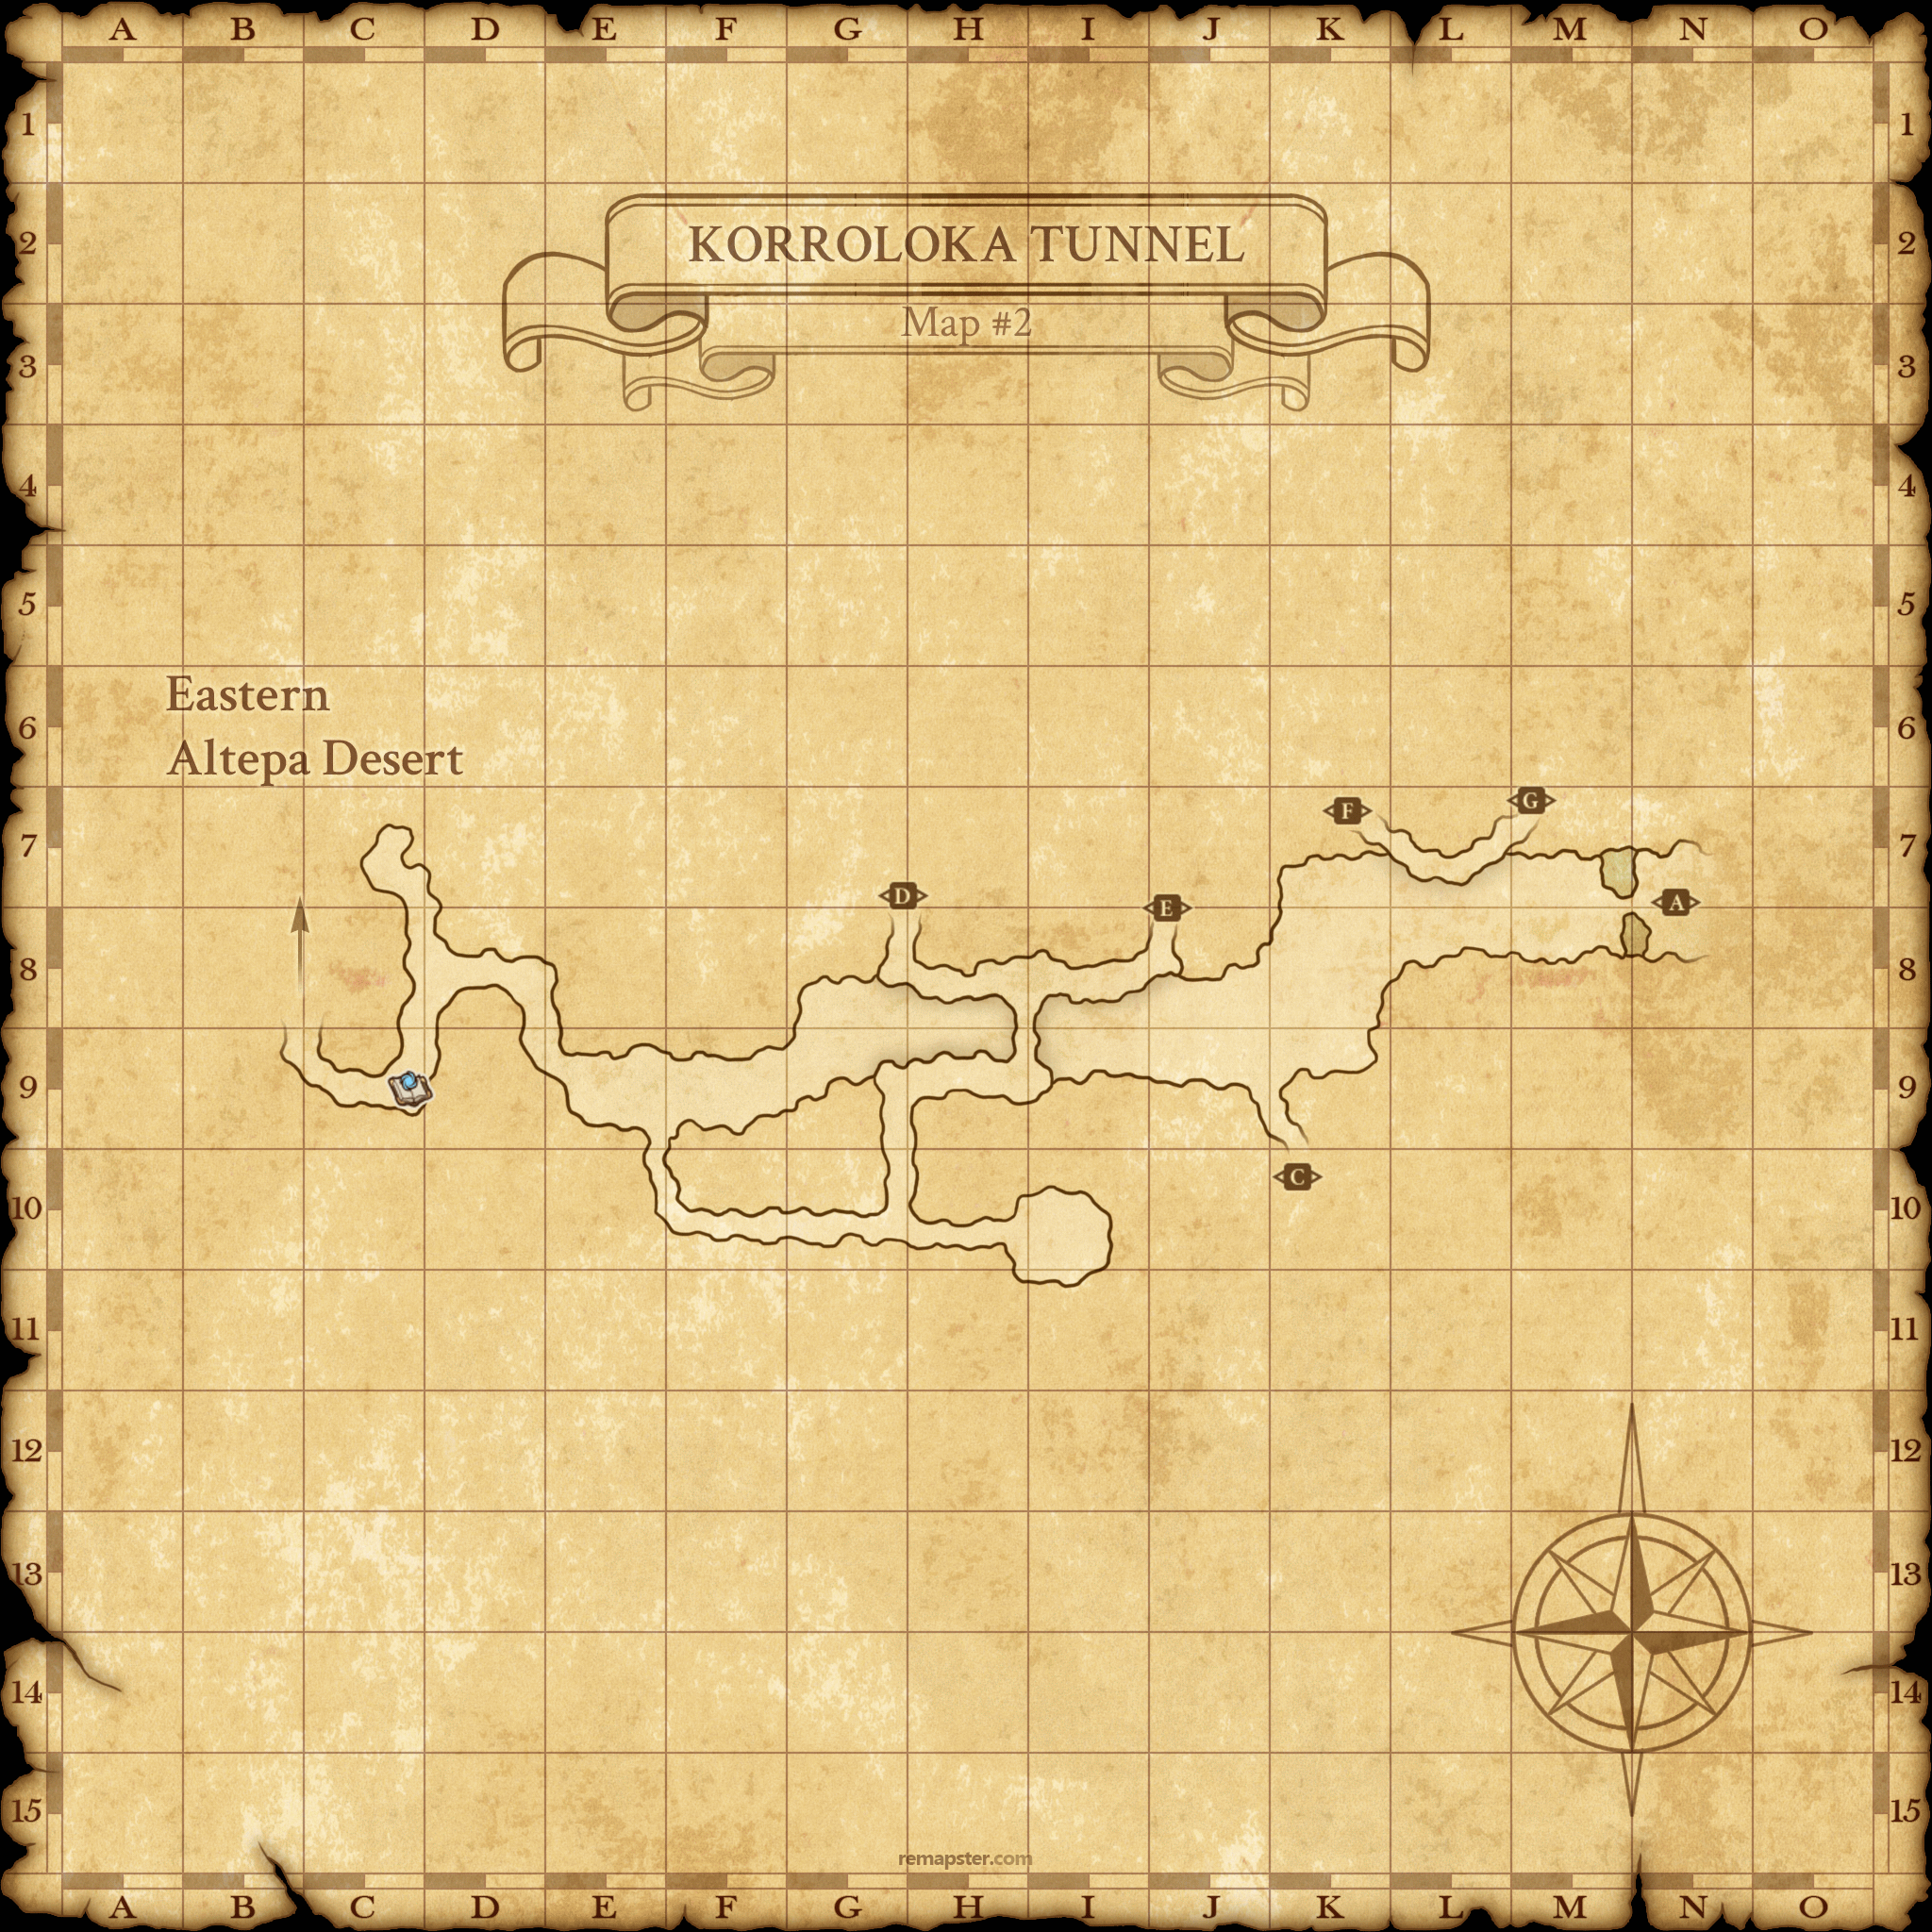 A B C D E F G H I J K L M N O
1 1
KORROLOKA TUNNEL
2 2
Map #2
3 3
4 4
5 5
Eastern
6 6
Altepa Desert
F G
7 7
D E A
8 8
9 9
C
10 10
11 11
12 12
13 13
14 14
15 15
remapster.com
A B C D E F G H I J K L M N O